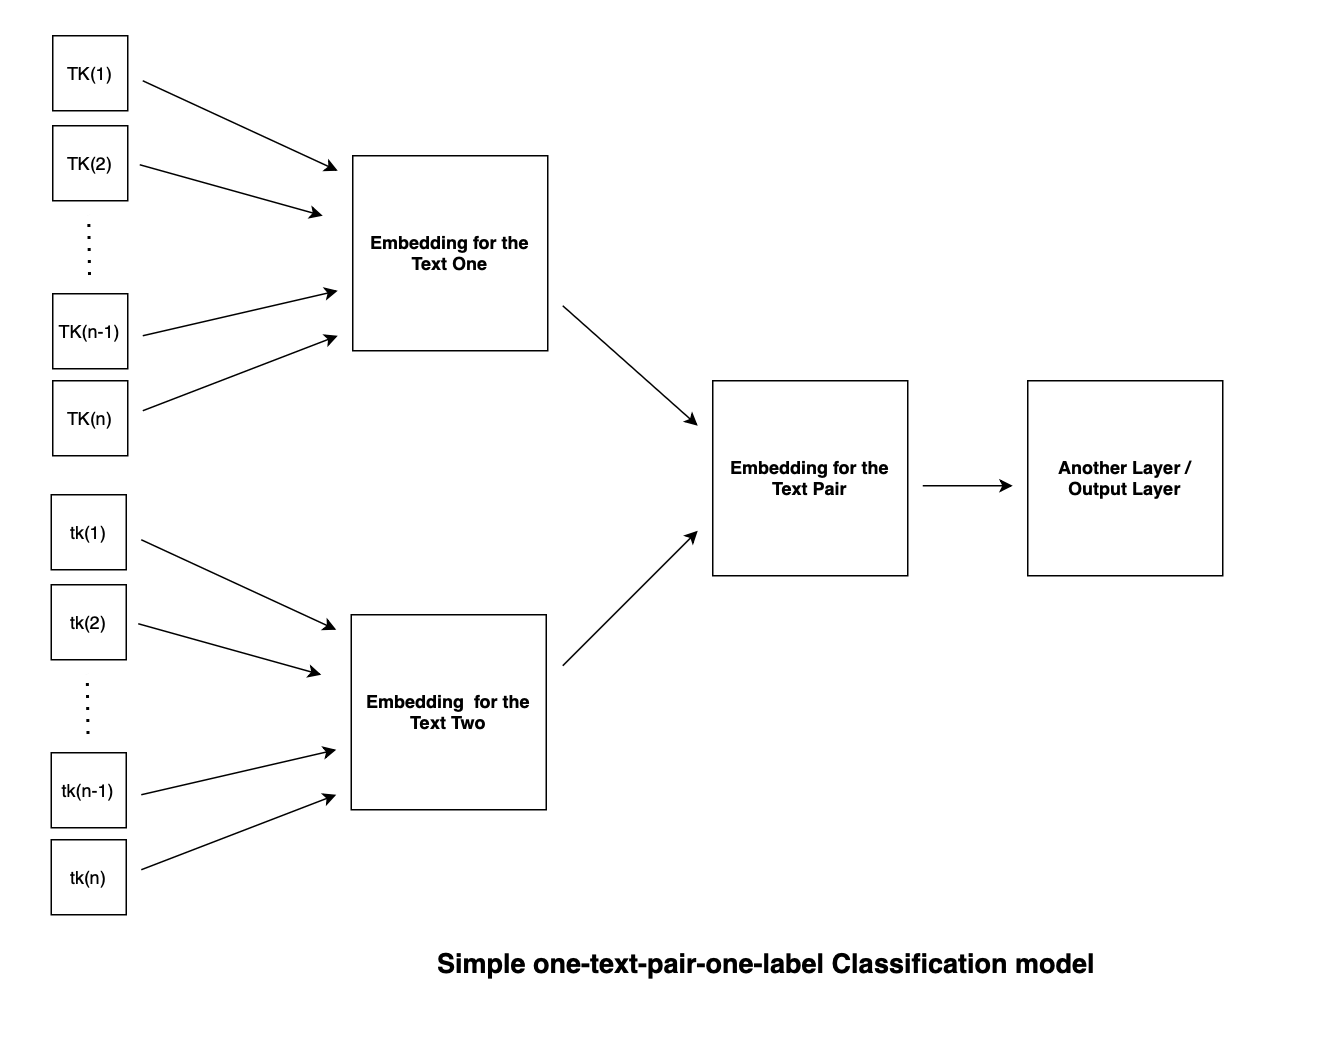 TK(1)
TK(2)
TK(n-1)
TK(n)
Embedding for the
Text One
tk(1)
tk(2)
tk(n-1)
tk(n)
Embedding  for the
Text Two
Embedding for the
Text Pair
Another Layer /
Output Layer
Simple one-text-pair-one-label Classification model